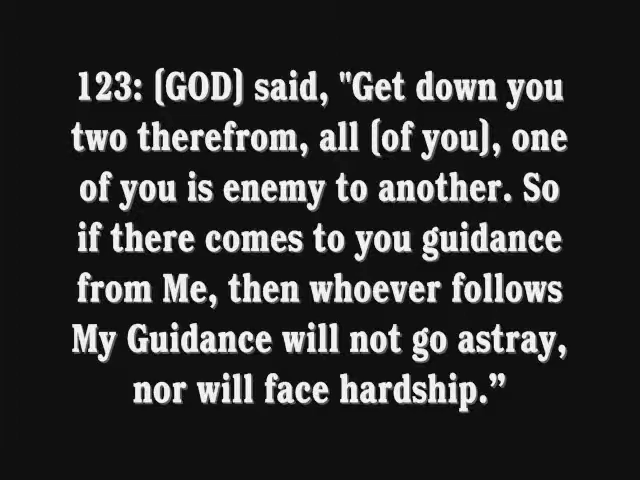 123: (GOD) said, "Get down you
two therefrom, all (of you), one
of you is enemy to another. So
if there comes to you guidance
from Me, then whoever follows
My Guidance will not go astray,
nor will face hardship.”